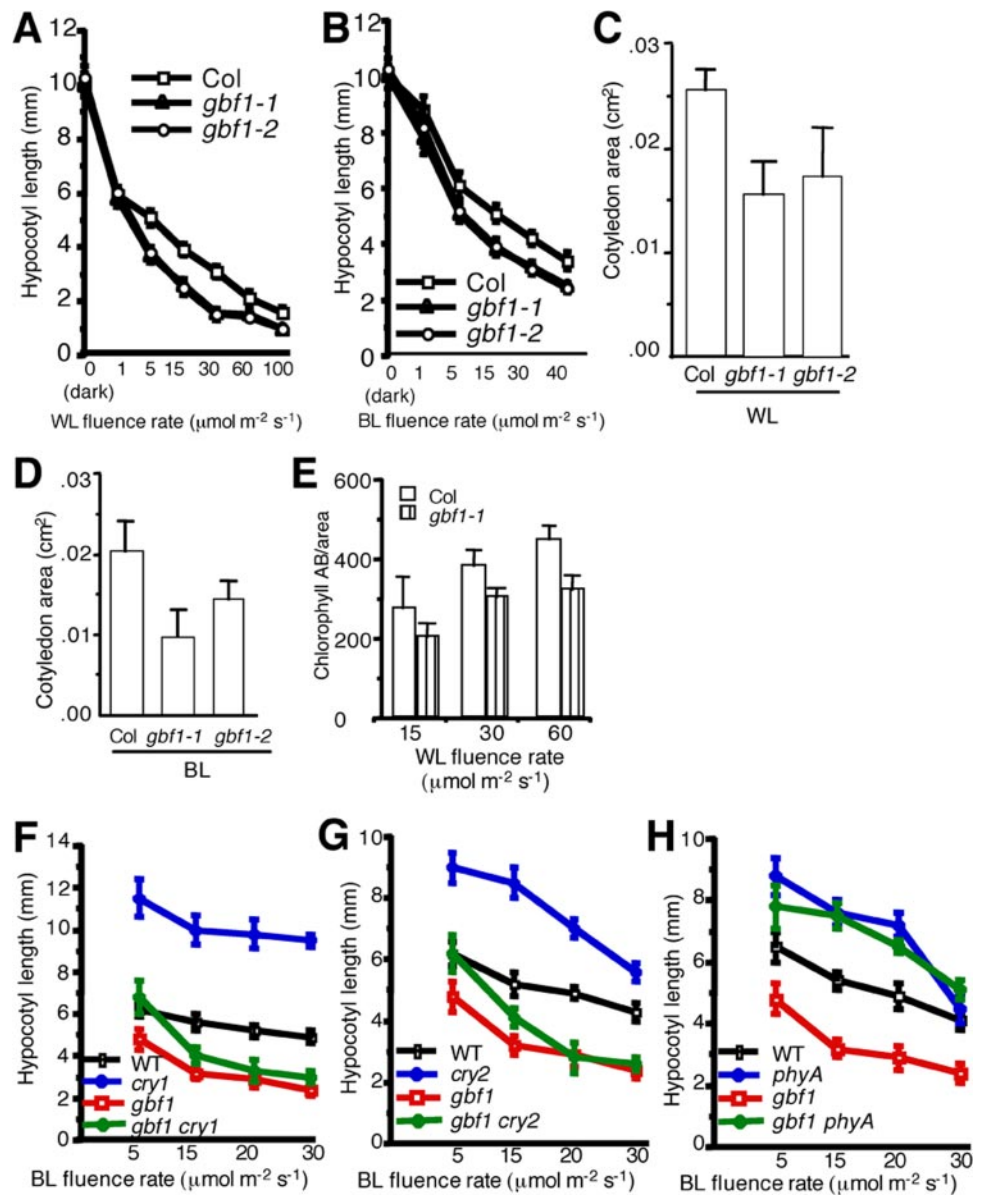 A
12
10
8
6
4
2
0
Hypocotyl length (mm)
Col
gbf1-1
gbf1-2
0 1 5 15 30 60 100
(dark)
WL fluence rate (μmol m-2 s-1)
B
12
10
8
6
4
2
0
Hypocotyl length (mm)
Col
gbf1-1
gbf1-2
0 1 5 15 30 40
(dark)
BL fluence rate (μmol m-2 s-1)
C
.03
.02
.01
.00
Cotyledon area (cm2)
Col gbf1-1 gbf1-2
WL
D
.03
.02
.01
.00
Cotyledon area (cm2)
Col gbf1-1 gbf1-2
BL
E
600
400
200
0
Chlorophyll AB/area
Col
gbf1-1
15 30 60
WL fluence rate
(μmol m-2 s-1)
F
14
12
10
8
6
4
2
0
Hypocotyl length (mm)
WT
cry1
gbf1
gbf1 cry1
5 15 20 30
BL fluence rate (μmol m-2 s-1)
G
10
8
6
4
2
0
Hypocotyl length (mm)
WT
cry2
gbf1
gbf1 cry2
5 15 20 30
BL fluence rate (μmol m-2 s-1)
H
10
8
6
4
2
0
Hypocotyl length (mm)
WT
phyA
gbf1
gbf1 phyA
5 15 20 30
BL fluence rate (μmol m-2 s-1)